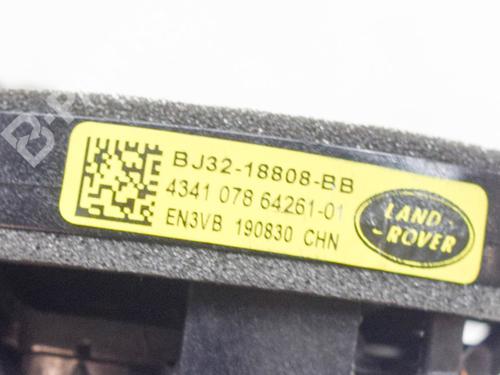 BJ32-18808-BB
4341 078 64261-01
EN3VB 190830 CHN
LAND
-ROVER